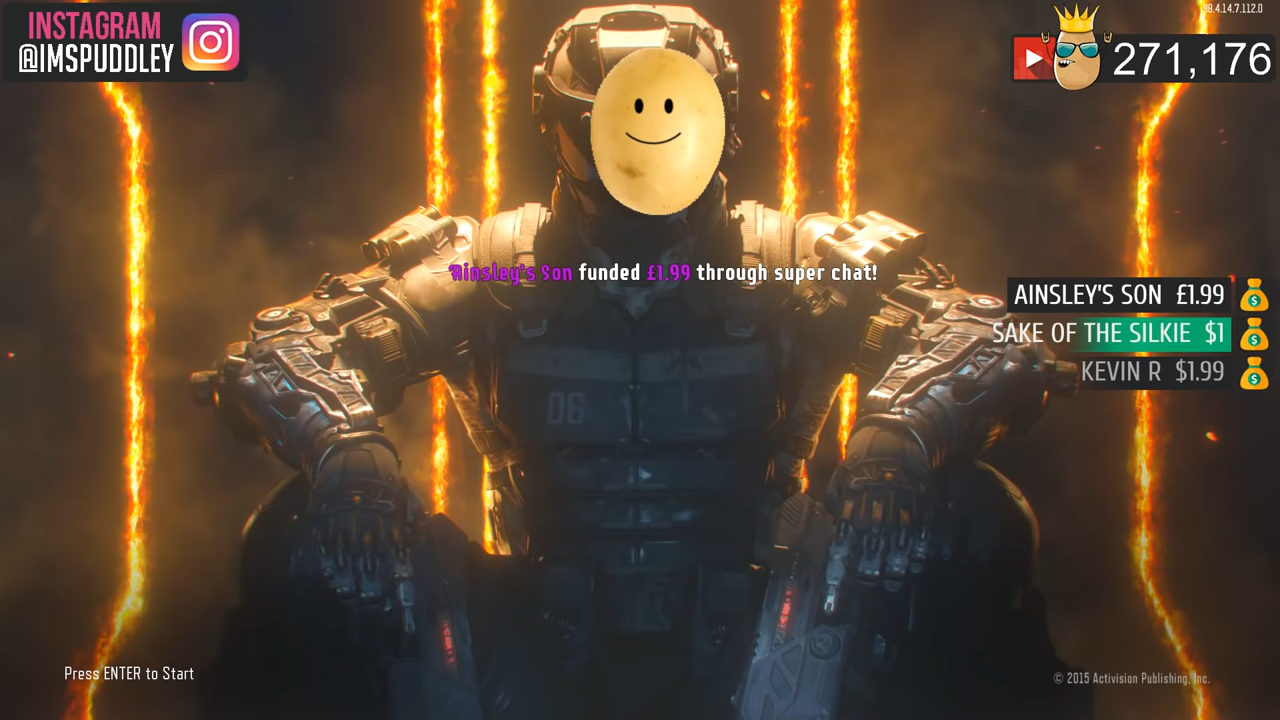 INSTAGRAM
@IMSPUDDLEY
98.4.14.7.112.0
271,176
Ainsley's Son funded £1.99 through super chat!
AINSLEY'S SON £1.99
SAKE OF THE SILKIE $1
KEVIN R $1.99
06
Press ENTER to Start
© 2015 Activision Publishing, Inc.